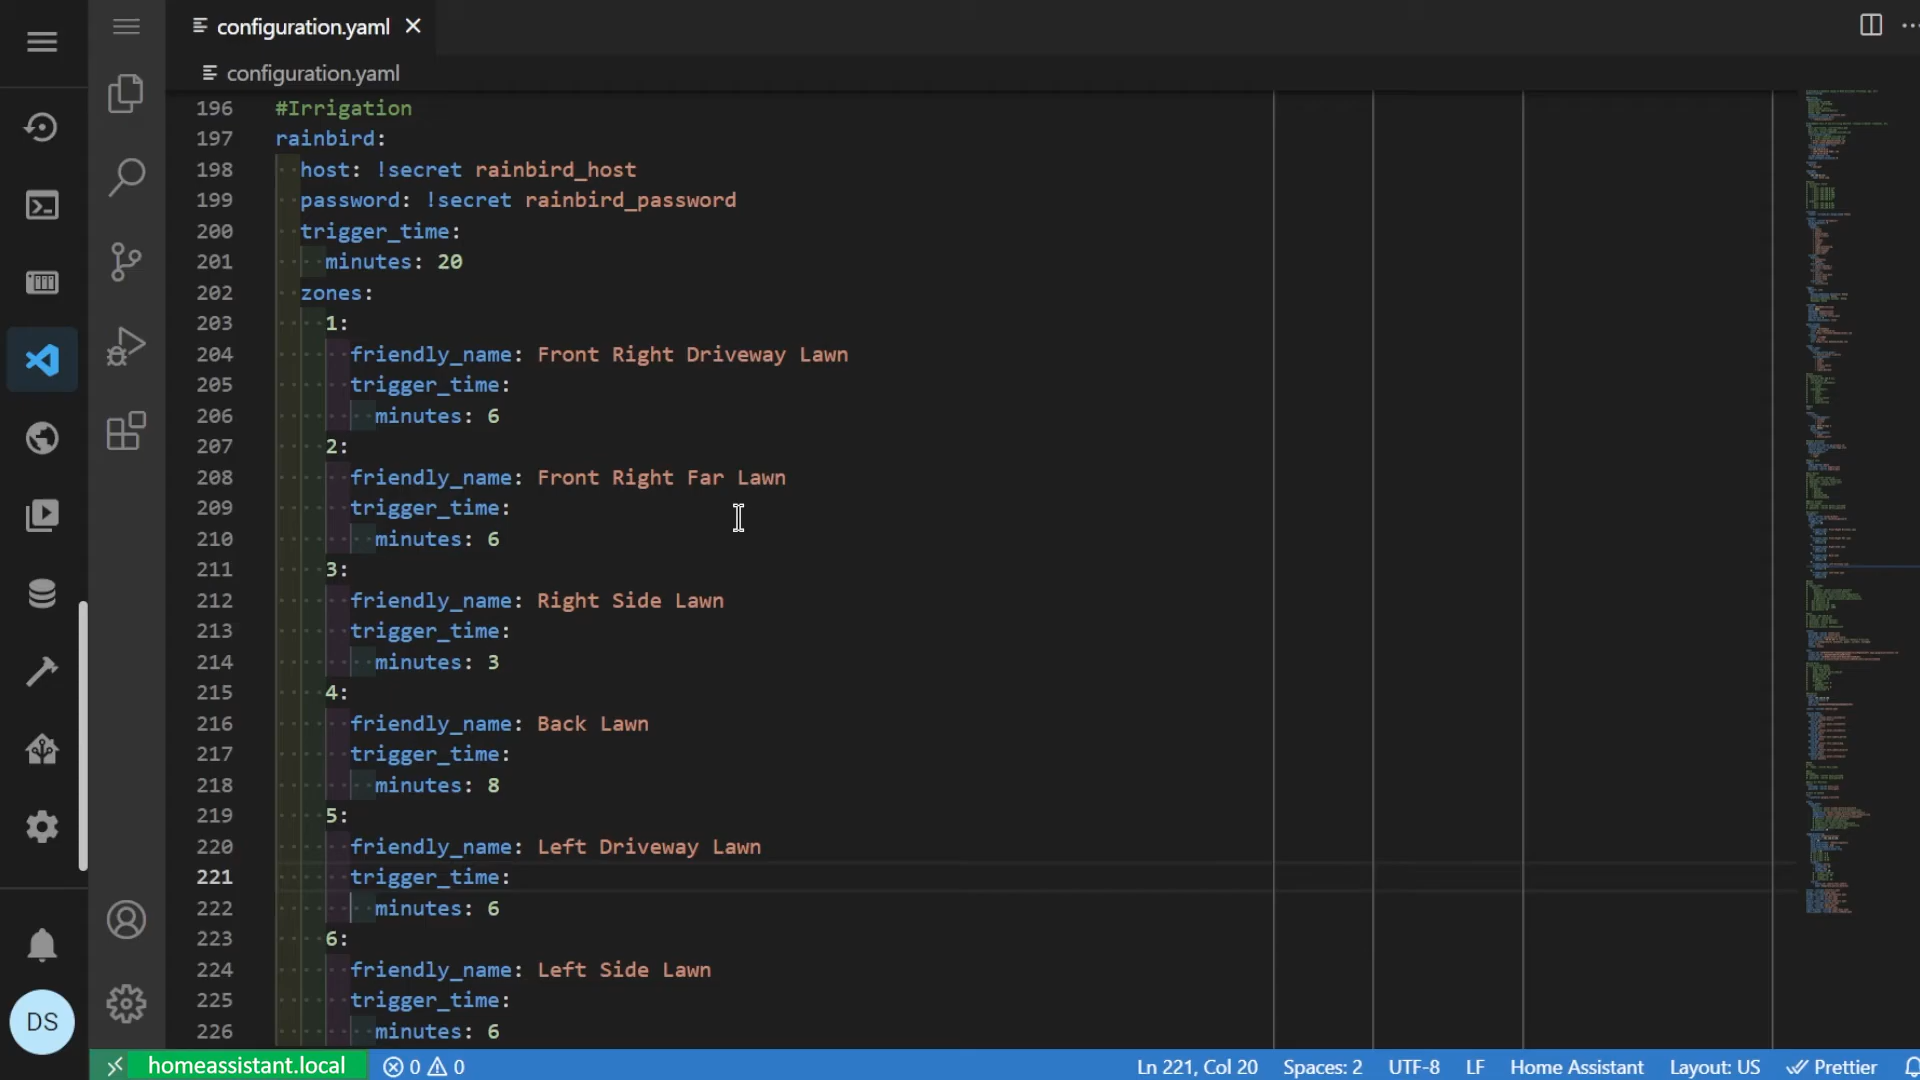 configuration.yaml
configuration.yaml
196 #Irrigation
197 rainbird:
198 host: !secret rainbird_host
199 password: !secret rainbird_password
200 trigger_time:
201 minutes: 20
202 zones:
203 1:
204 friendly_name: Front Right Driveway Lawn
205 trigger_time:
206 minutes: 6
207 2:
208 friendly_name: Front Right Far Lawn
209 trigger_time:
210 minutes: 6
211 3:
212 friendly_name: Right Side Lawn
213 trigger_time:
214 minutes: 3
215 4:
216 friendly_name: Back Lawn
217 trigger_time:
218 minutes: 8
219 5:
220 friendly_name: Left Driveway Lawn
221 trigger_time:
222 minutes: 6
223 6:
224 friendly_name: Left Side Lawn
225 trigger_time:
226 minutes: 6
DS
homeassistant.local 0 0 Ln 221, Col 20 Spaces: 2 UTF-8 LF Home Assistant Layout: US Prettier